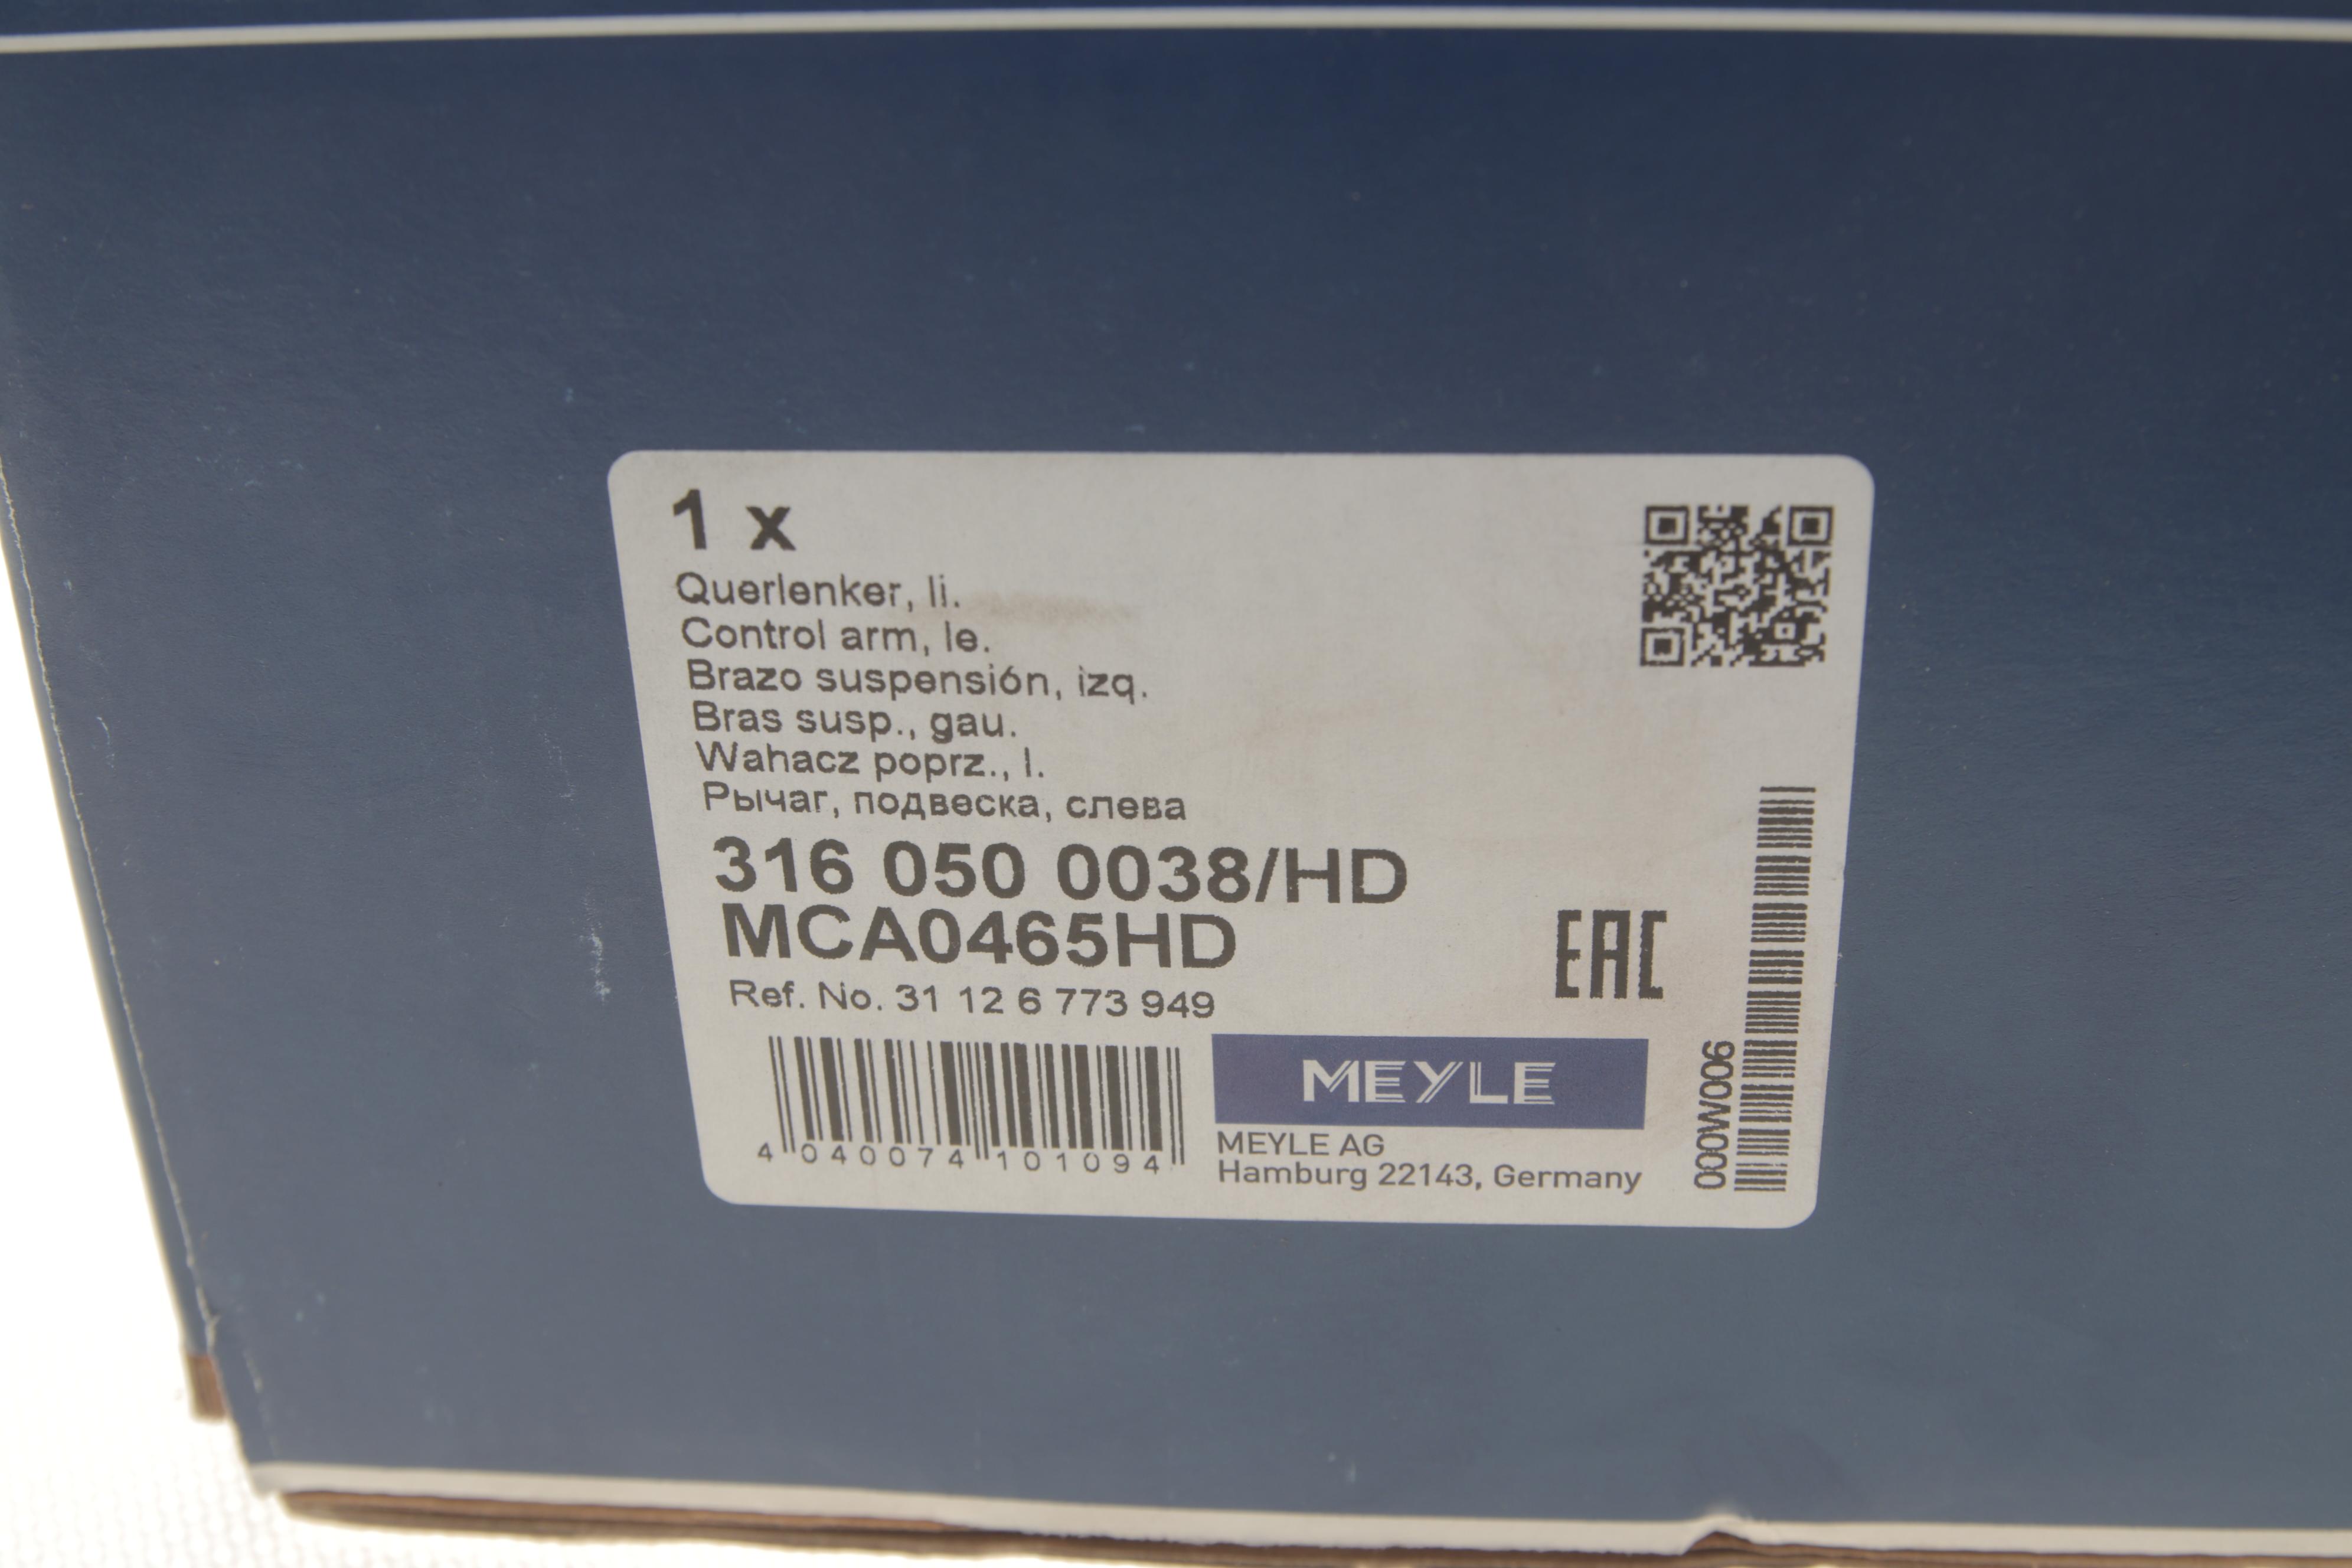 1 x
Querlenker, li.
Control arm, le.
Brazo suspensión, izq.
Bras susp., gau.
Wahacz poprz., l.
Рычаг, подвеска, слева
316 050 0038/HD
MCA0465HD
Ref. No. 31 12 6 773 949
EAC
4 040074 101094
MEYLE
MEYLE AG
Hamburg 22143, Germany
000W006